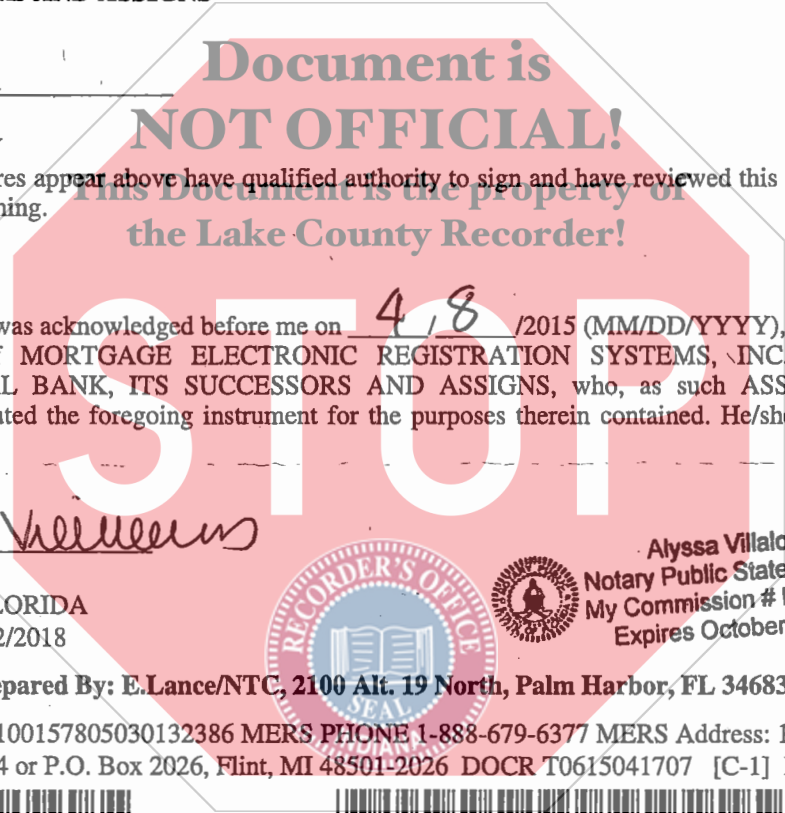 Document is
NOT OFFICIAL!
res appear above have qualified authority to sign and have reviewed this
This Document is the property of
ning.
the Lake County Recorder!
STOP
was acknowledged before me on 4/8/2015 (MM/DD/YYYY),
MORTGAGE ELECTRONIC REGISTRATION SYSTEMS, INC.
L BANK, ITS SUCCESSORS AND ASSIGNS, who, as such ASS
uted the foregoing instrument for the purposes therein contained. He/she
Alyssa Villalo
Notary Public State
My Commission #
Expires October
LORIDA
2/2018
RECORDER'S OFFICE
SEAL
INDIANA
epared By: E.Lance/NTC, 2100 Alt. 19 North, Palm Harbor, FL 34683
100157805030132386 MERS PHONE 1-888-679-6377 MERS Address: 1
4 or P.O. Box 2026, Flint, MI 48501-2026 DOCR T0615041707 [C-1]